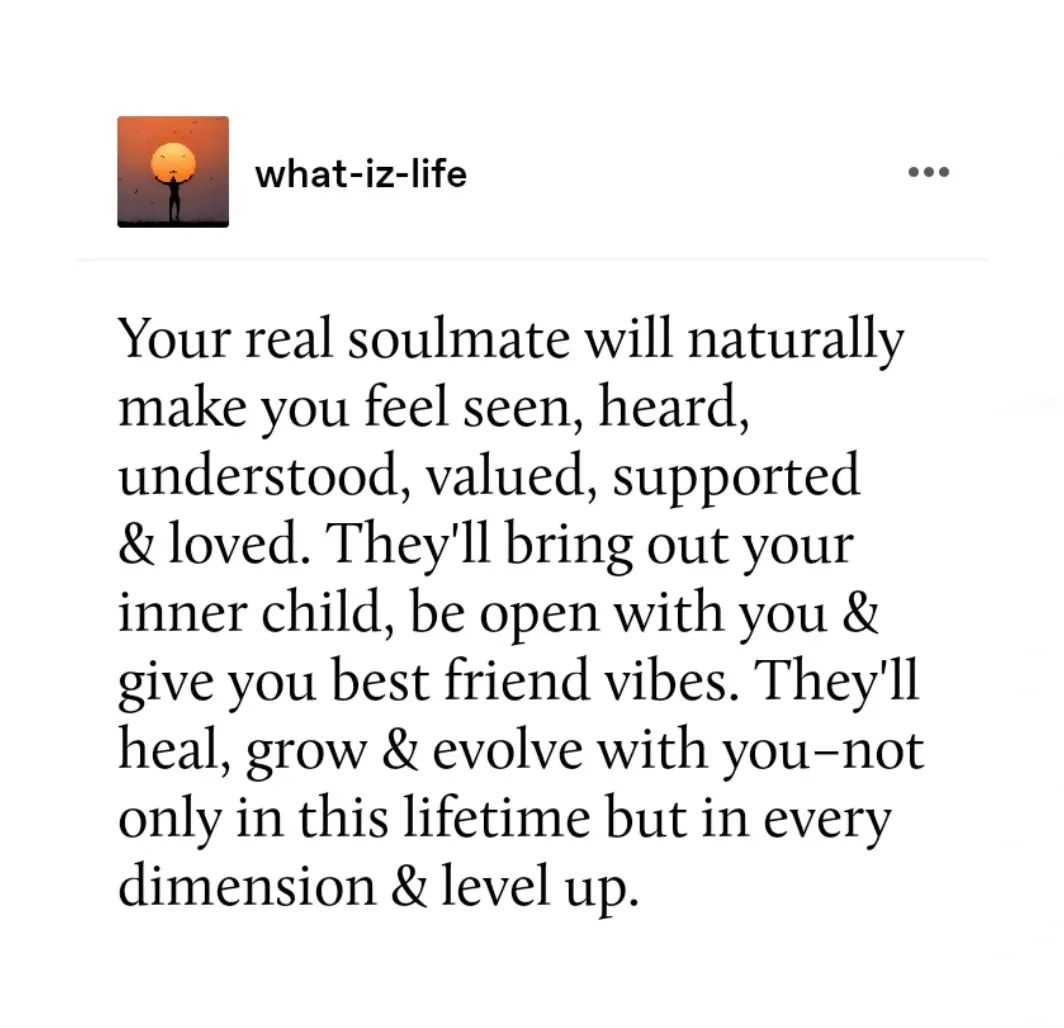 what-iz-life
Your real soulmate will naturally
make you feel seen, heard,
understood, valued, supported
& loved. They'll bring out your
inner child, be open with you &
give you best friend vibes. They'll
heal, grow & evolve with you–not
only in this lifetime but in every
dimension & level up.